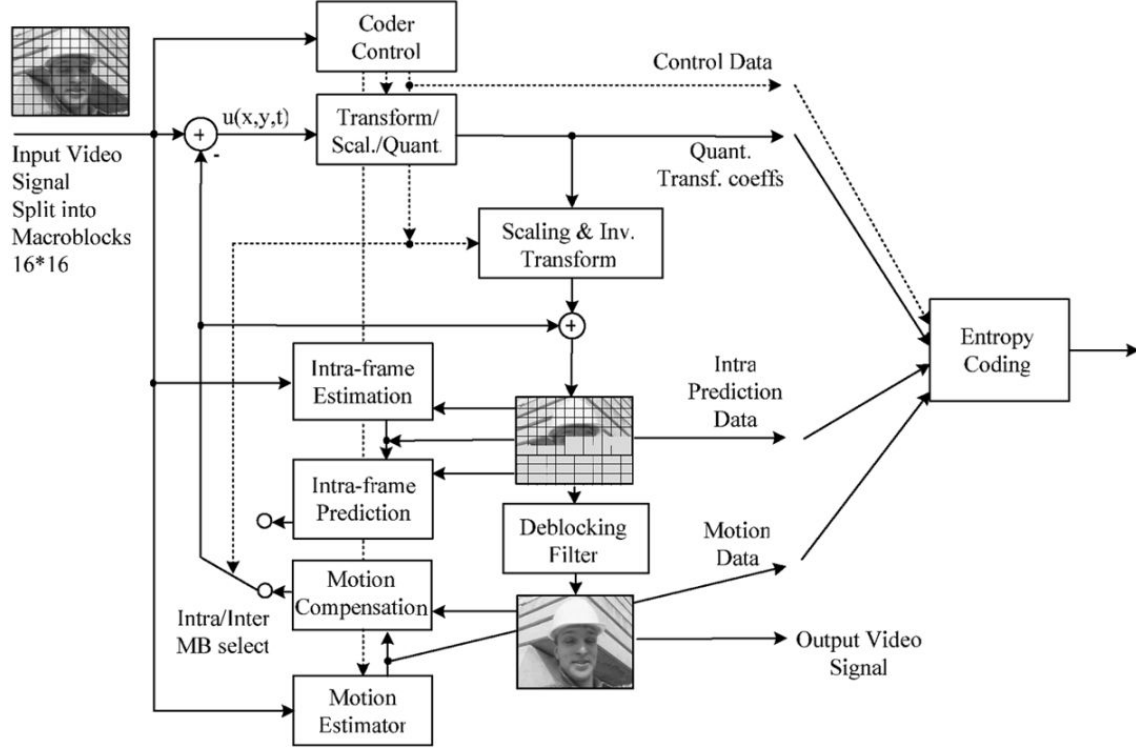 Coder
Control
Control Data
u(x,y,t)
+
-
Transform/
Scal./Quant.
Input Video
Signal
Split into
Macroblocks
16*16
Quant.
Transf. coeffs
Scaling & Inv.
Transform
+
Entropy
Coding
Intra-frame
Estimation
Intra
Prediction
Data
Intra-frame
Prediction
Deblocking
Filter
Motion
Data
Motion
Compensation
Intra/Inter
MB select
Output Video
Signal
Motion
Estimator